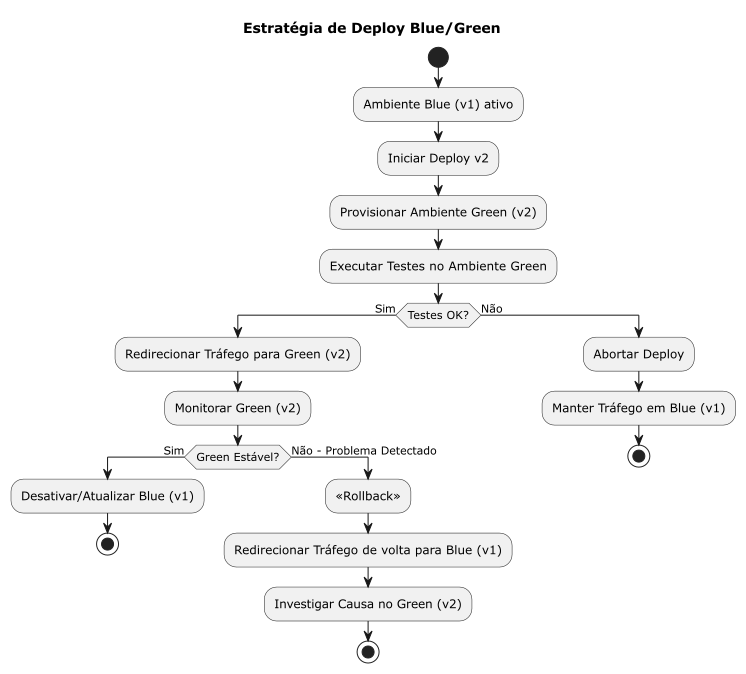 Estratégia de Deploy Blue/Green
Ambiente Blue (v1) ativo
Iniciar Deploy v2
Provisionar Ambiente Green (v2)
Executar Testes no Ambiente Green
Sim
Testes OK?
Não
Redirecionar Tráfego para Green (v2)
Abortar Deploy
Monitorar Green (v2)
Manter Tráfego em Blue (v1)
Sim
Green Estável?
Não - Problema Detectado
Desativar/Atualizar Blue (v1)
«Rollback»
Redirecionar Tráfego de volta para Blue (v1)
Investigar Causa no Green (v2)